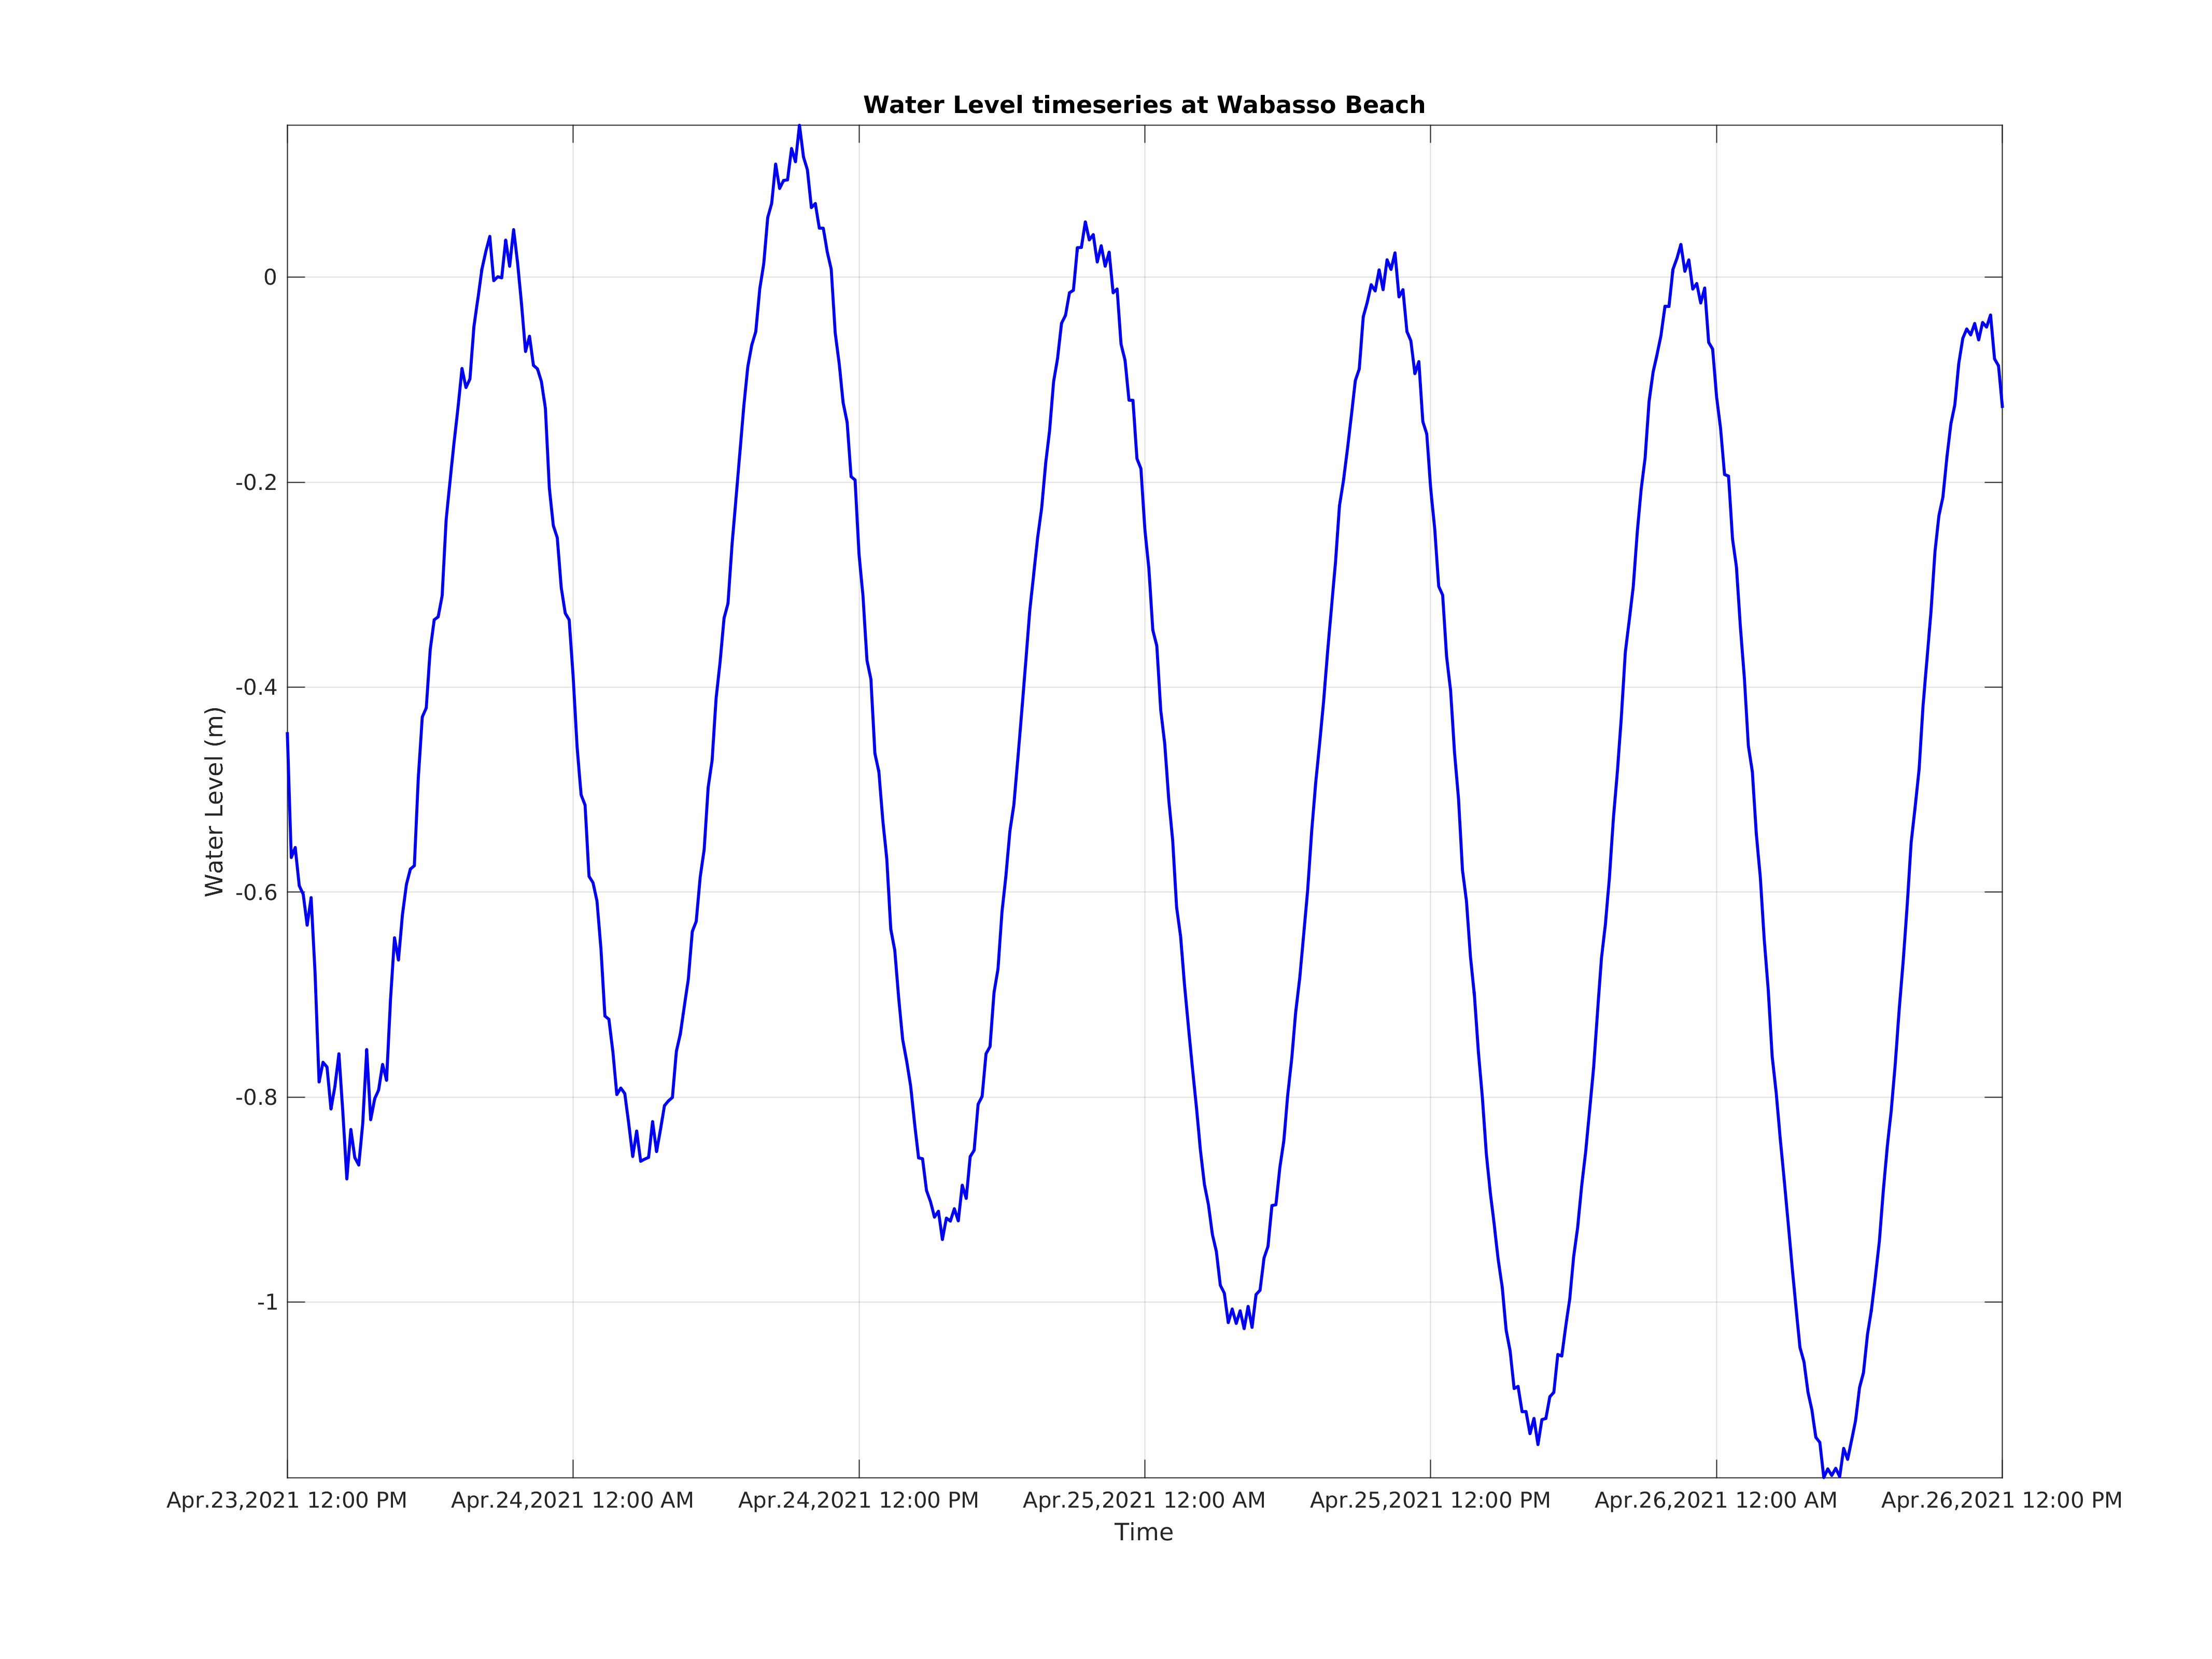 Water Level timeseries at Wabasso Beach
0
-0.2
-0.4
-0.6
-0.8
-1
Water Level (m)
Apr.23,2021 12:00 PM Apr.24,2021 12:00 AM Apr.24,2021 12:00 PM Apr.25,2021 12:00 AM Apr.25,2021 12:00 PM Apr.26,2021 12:00 AM Apr.26,2021 12:00 PM
Time